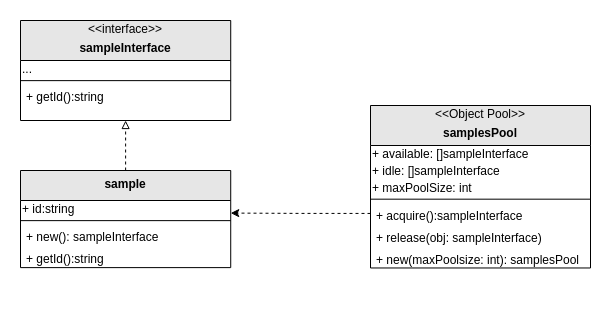 <<interface>>
sampleInterface
...
+ getId():string
sample
+ id:string
+ new(): sampleInterface
+ getId():string
<<Object Pool>>
samplesPool
+ available: []sampleInterface
+ idle: []sampleInterface
+ maxPoolSize: int
+ acquire():sampleInterface
+ release(obj: sampleInterface)
+ new(maxPoolsize: int): samplesPool